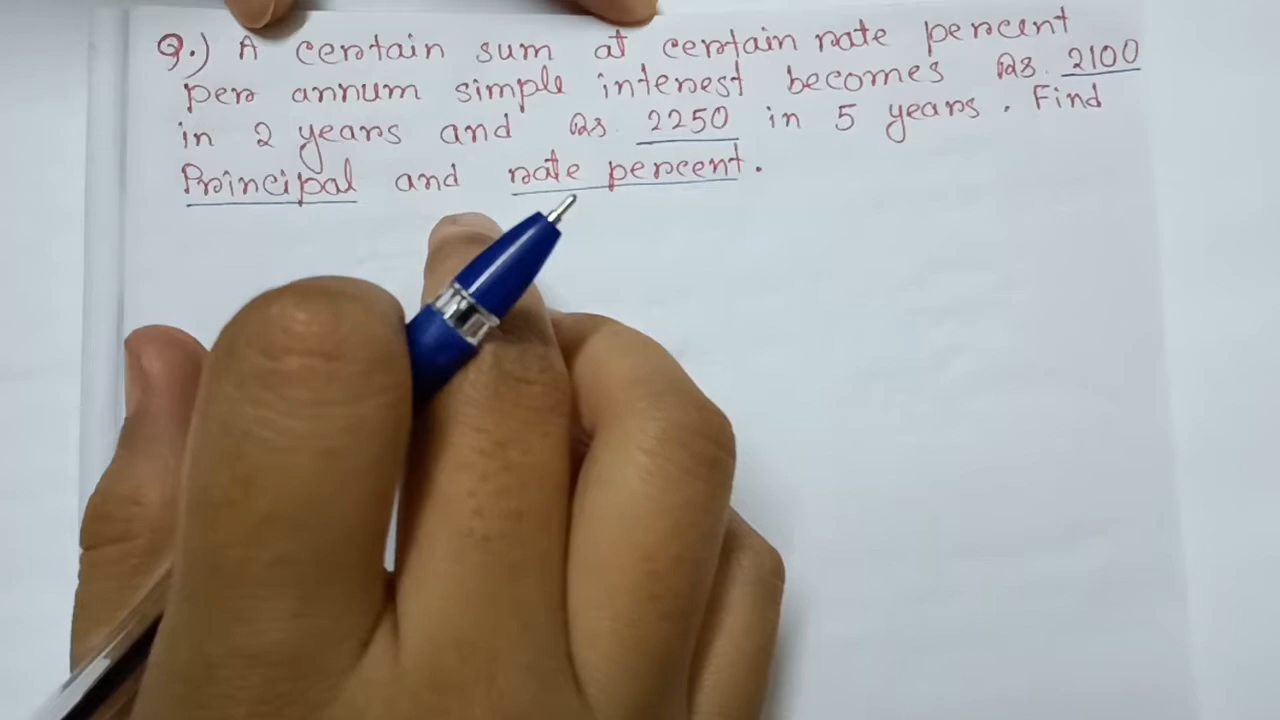 Q.) A certain sum at certain rate percent
per annum simple interest becomes Rs. 2100
in 2 years and Rs. 2250 in 5 years. Find
Principal and rate percent.